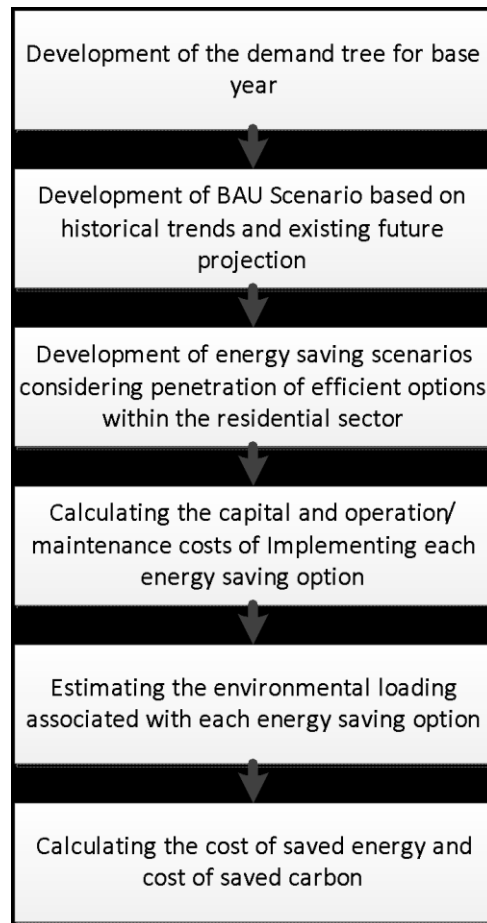 Development of the demand tree for base
year
Development of BAU Scenario based on
historical trends and existing future
projection
Development of energy saving scenarios
considering penetration of efficient options
within the residential sector
Calculating the capital and operation/
maintenance costs of Implementing each
energy saving option
Estimating the environmental loading
associated with each energy saving option
Calculating the cost of saved energy and
cost of saved carbon